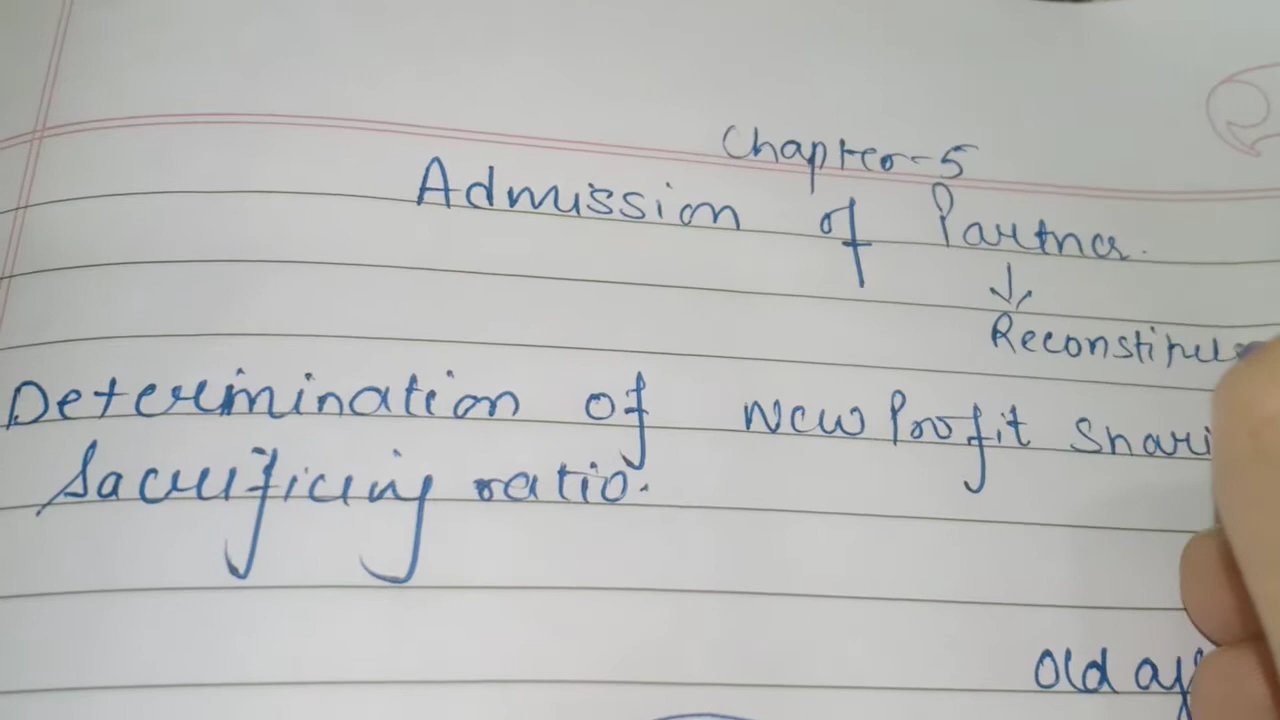 Chapter-5
Admission of Partner.
Reconstitu
Determination of New Profit Shari
Sacrificing ratio.
Old